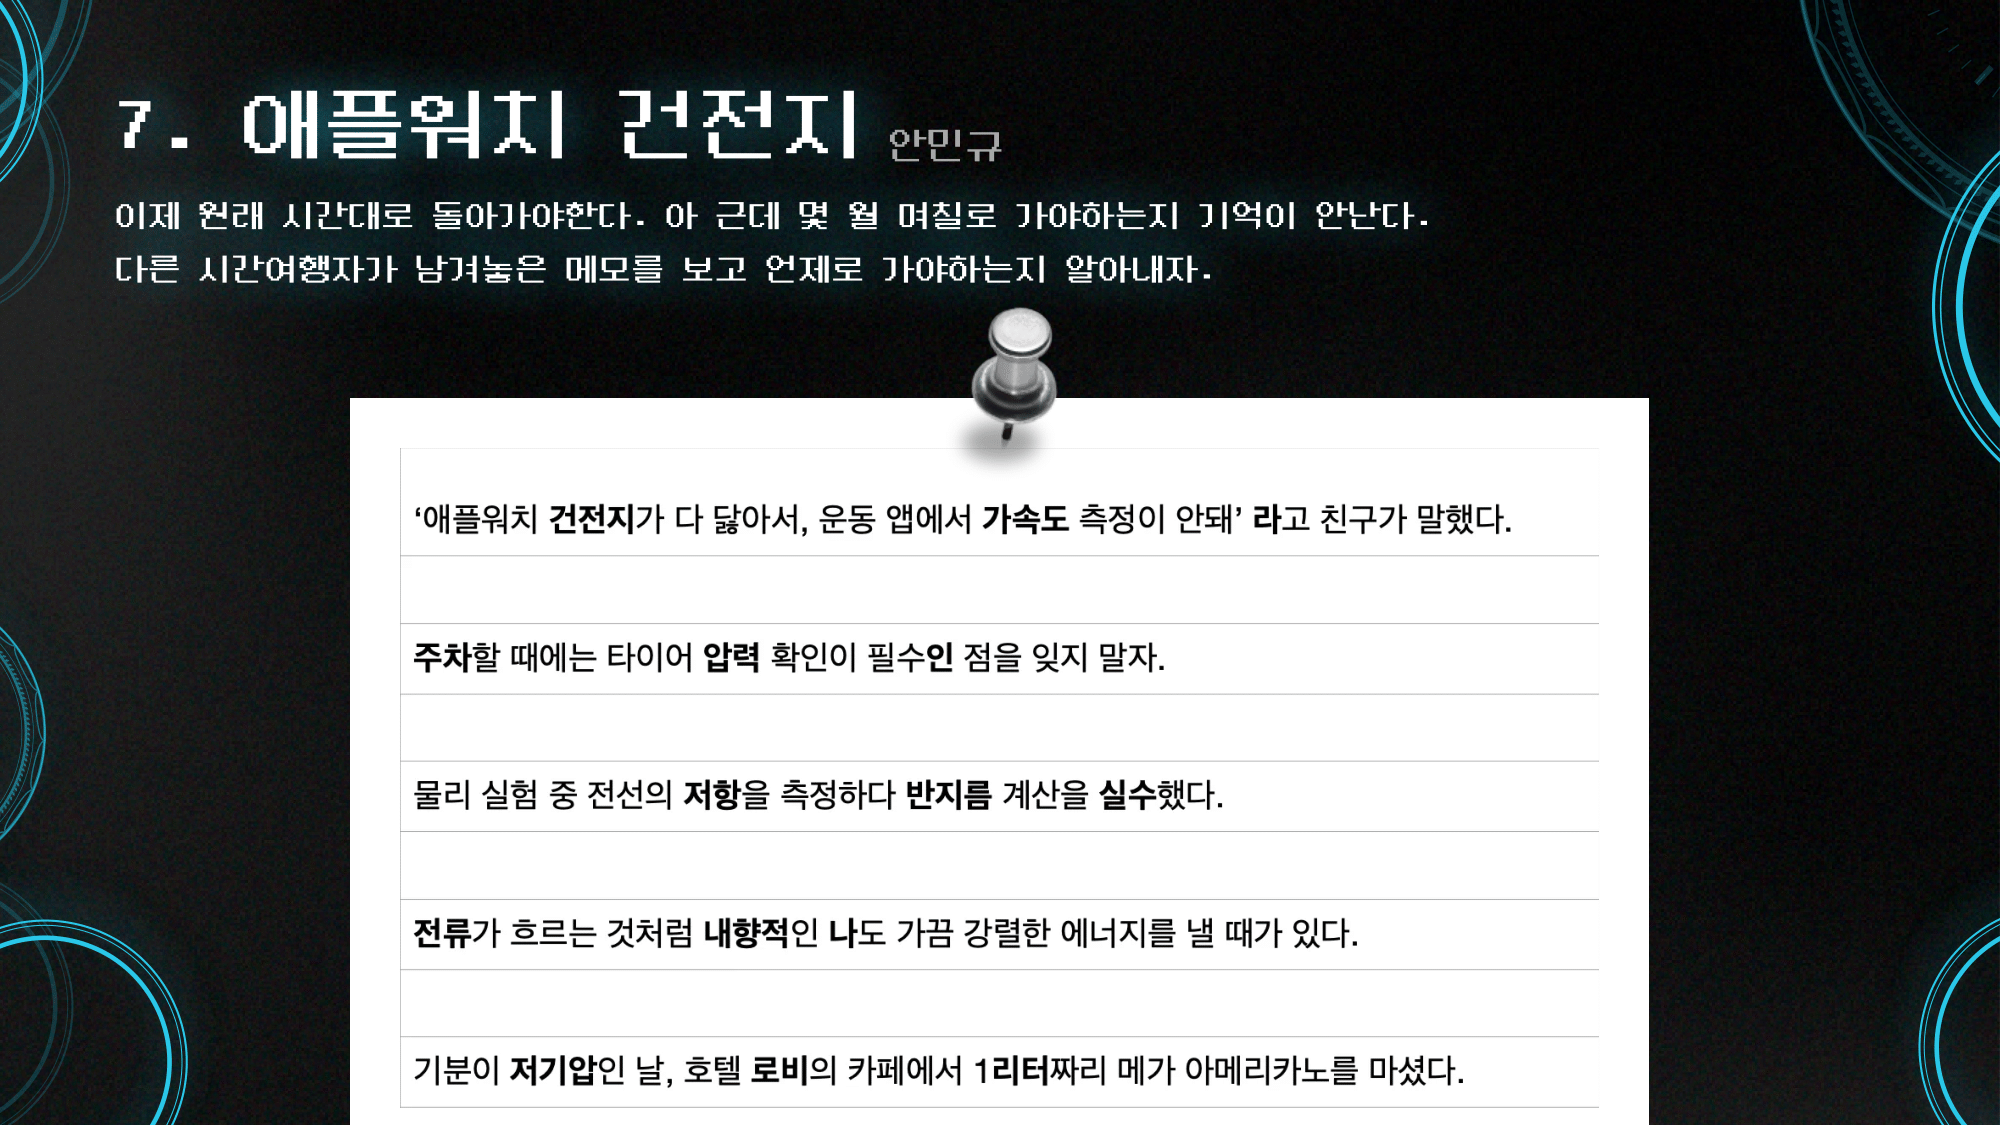 7. 애플워치 건전지 안민규
이제 원래 시간대로 돌아가야한다. 아 근데 몇 월 며칠로 가야하는지 기억이 안난다.
다른 시간여행자가 남겨놓은 메모를 보고 언제로 가야하는지 알아내자.
‘애플워치 건전지가 다 닳아서, 운동 앱에서 가속도 측정이 안돼’ 라고 친구가 말했다.
주차할 때에는 타이어 압력 확인이 필수인 점을 잊지 말자.
물리 실험 중 전선의 저항을 측정하다 반지름 계산을 실수했다.
전류가 흐르는 것처럼 내향적인 나도 가끔 강렬한 에너지를 낼 때가 있다.
기분이 저기압인 날, 호텔 로비의 카페에서 1리터짜리 메가 아메리카노를 마셨다.